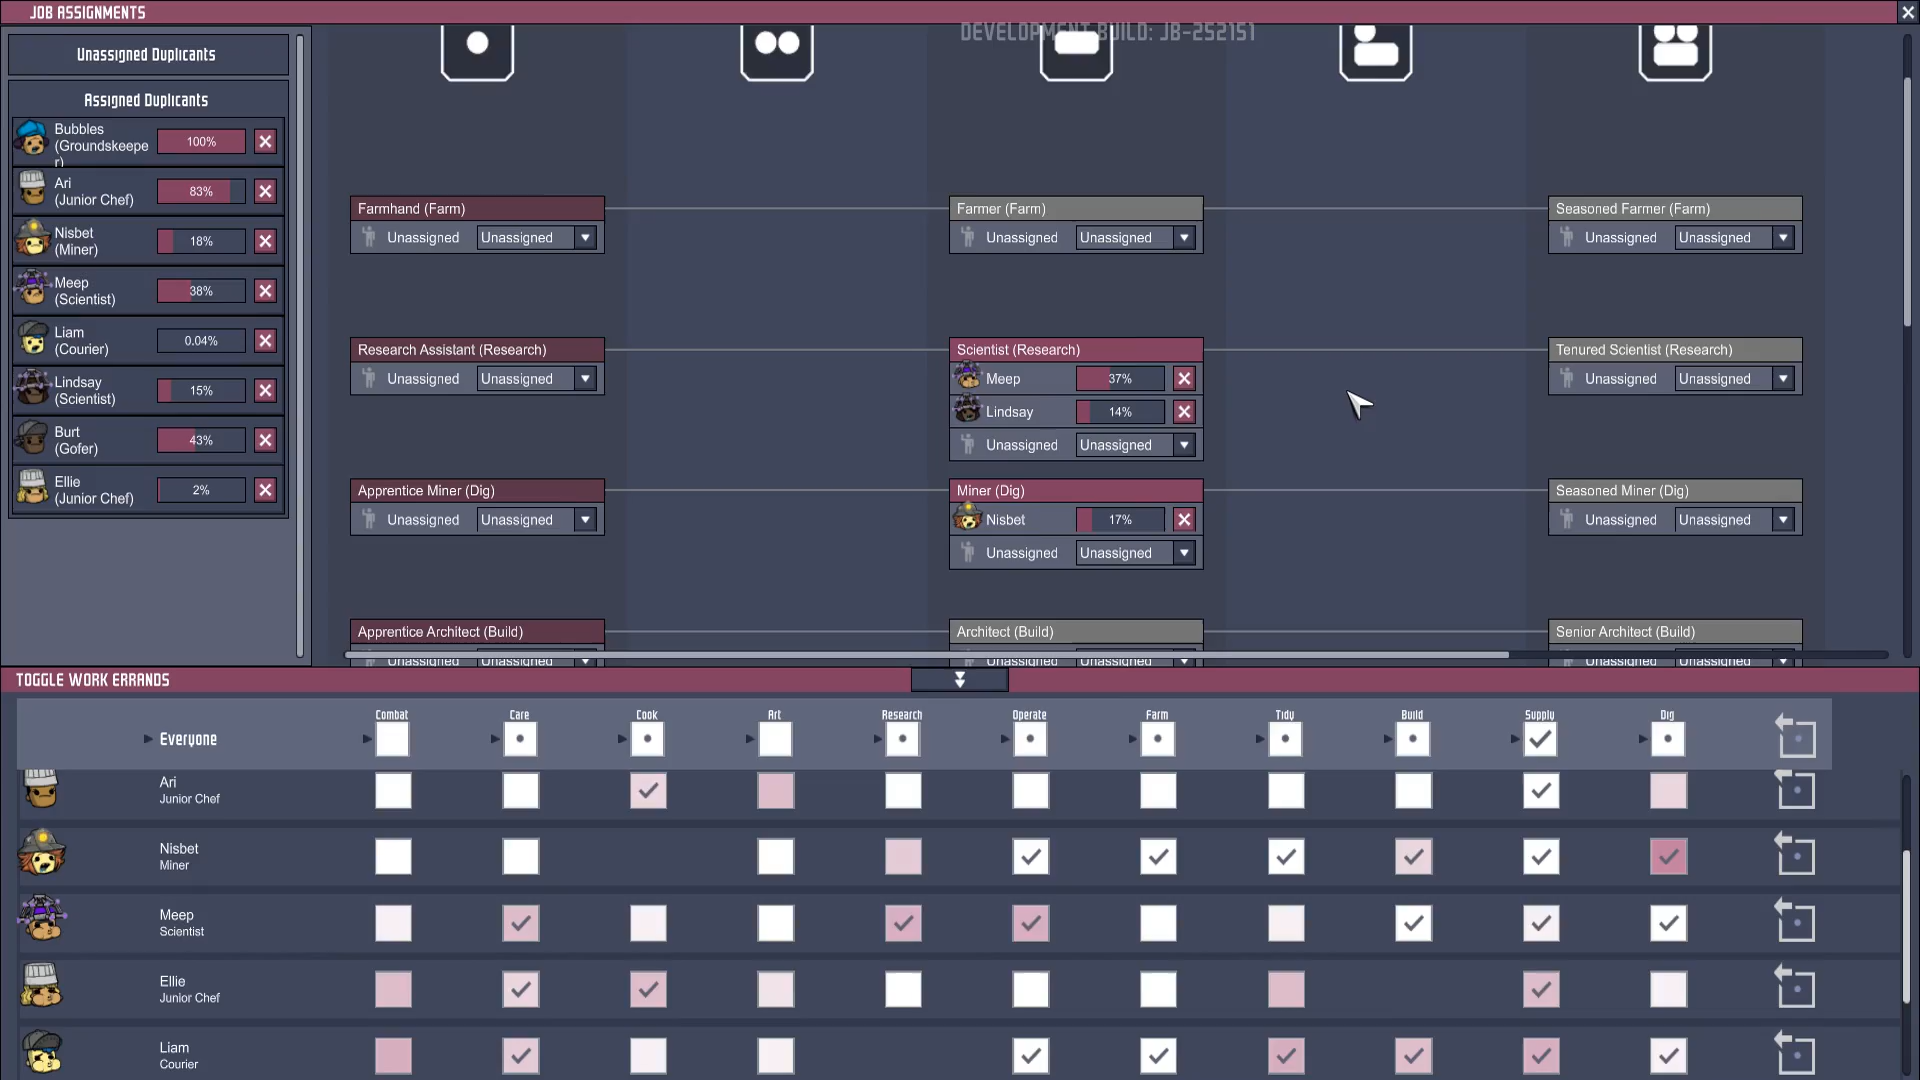 JOB ASSIGNMENTS
DEVELOPMENT BUILD: JB-252151
Unassigned Duplicants
Assigned Duplicants
Bubbles
(Groundskeepe
r)
100%
Ari
(Junior Chef)
83%
Nisbet
(Miner)
18%
Meep
(Scientist)
38%
Liam
(Courier)
0.04%
Lindsay
(Scientist)
15%
Burt
(Gofer)
43%
Ellie
(Junior Chef)
2%
Farmhand (Farm)
Unassigned Unassigned
Farmer (Farm)
Unassigned Unassigned
Seasoned Farmer (Farm)
Unassigned Unassigned
Research Assistant (Research)
Unassigned Unassigned
Scientist (Research)
Meep 37%
Lindsay 14%
Unassigned Unassigned
Tenured Scientist (Research)
Unassigned Unassigned
Apprentice Miner (Dig)
Unassigned Unassigned
Miner (Dig)
Nisbet 17%
Unassigned Unassigned
Seasoned Miner (Dig)
Unassigned Unassigned
Apprentice Architect (Build)
Unassigned Unassigned
Architect (Build)
Unassigned Unassigned
Senior Architect (Build)
Unassigned Unassigned
TOGGLE WORK ERRANDS
Combat Care Cook Art Research Operate Farm Tidy Build Supply Dig
Everyone
Ari
Junior Chef
Nisbet
Miner
Meep
Scientist
Ellie
Junior Chef
Liam
Courier